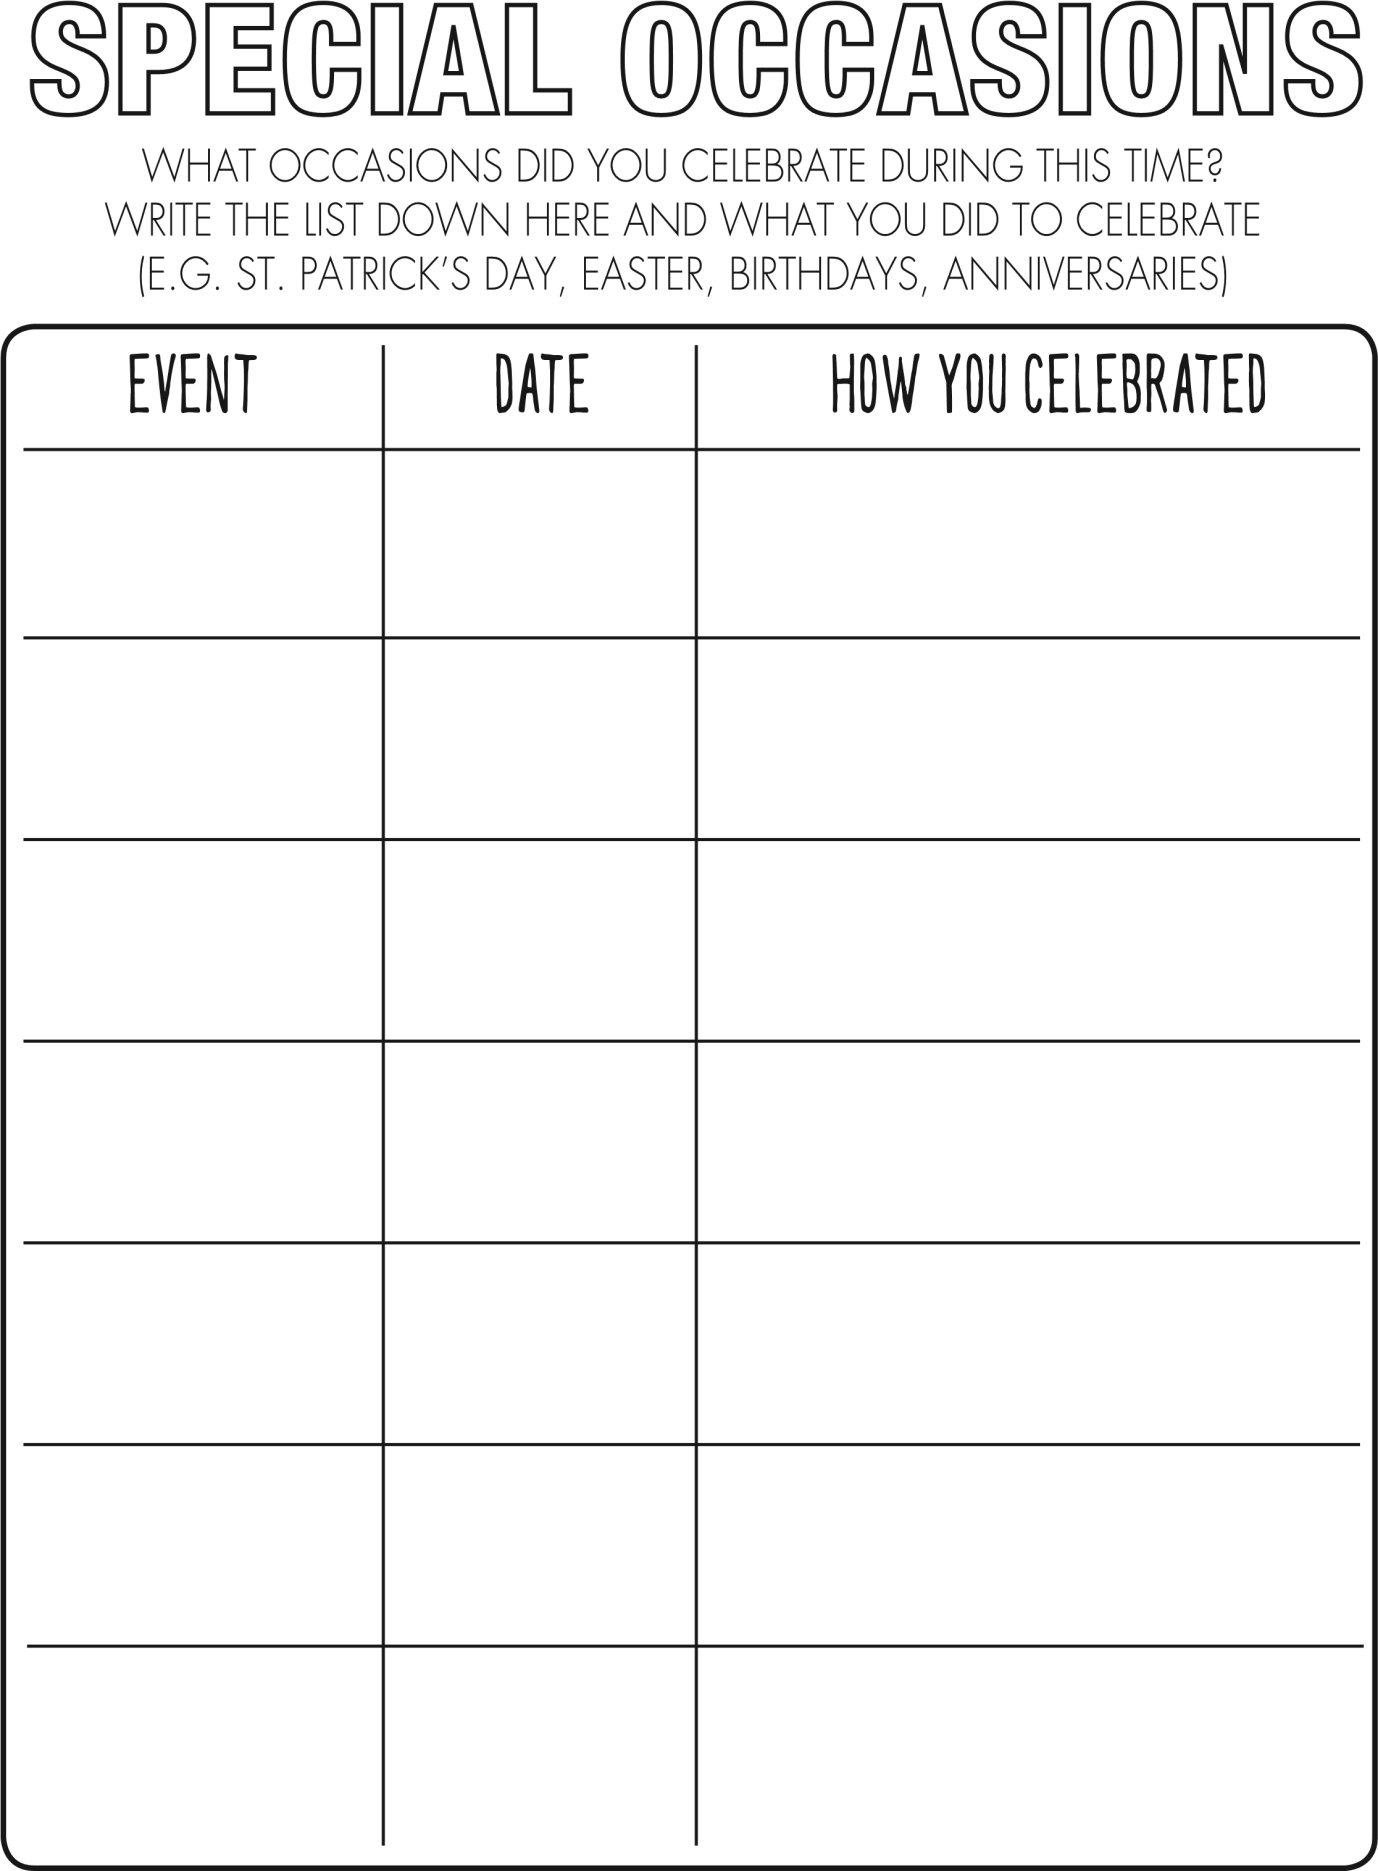 SPECIAL OCCASIONS
WHAT OCCASIONS DID YOU CELEBRATE DURING THIS TIME?
WRITE THE LIST DOWN HERE AND WHAT YOU DID TO CELEBRATE
(E.G. ST. PATRICK'S DAY, EASTER, BIRTHDAYS, ANNIVERSARIES)
EVENT DATE HOW YOU CELEBRATED